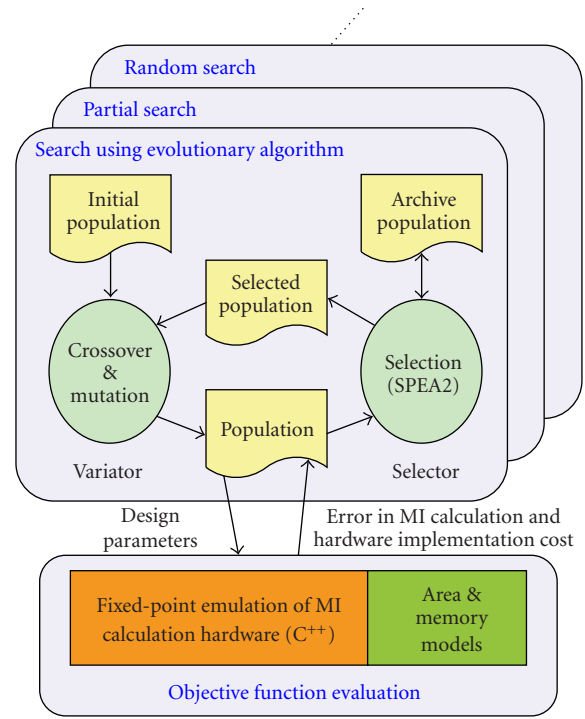 Random search
Partial search
Search using evolutionary algorithm
Initial
population
Archive
population
Selected
population
Crossover
&
mutation
Selection
(SPEA2)
Population
Variator
Selector
Design
parameters
Error in MI calculation and
hardware implementation cost
Fixed-point emulation of MI
calculation hardware (C++)
Area &
memory
models
Objective function evaluation